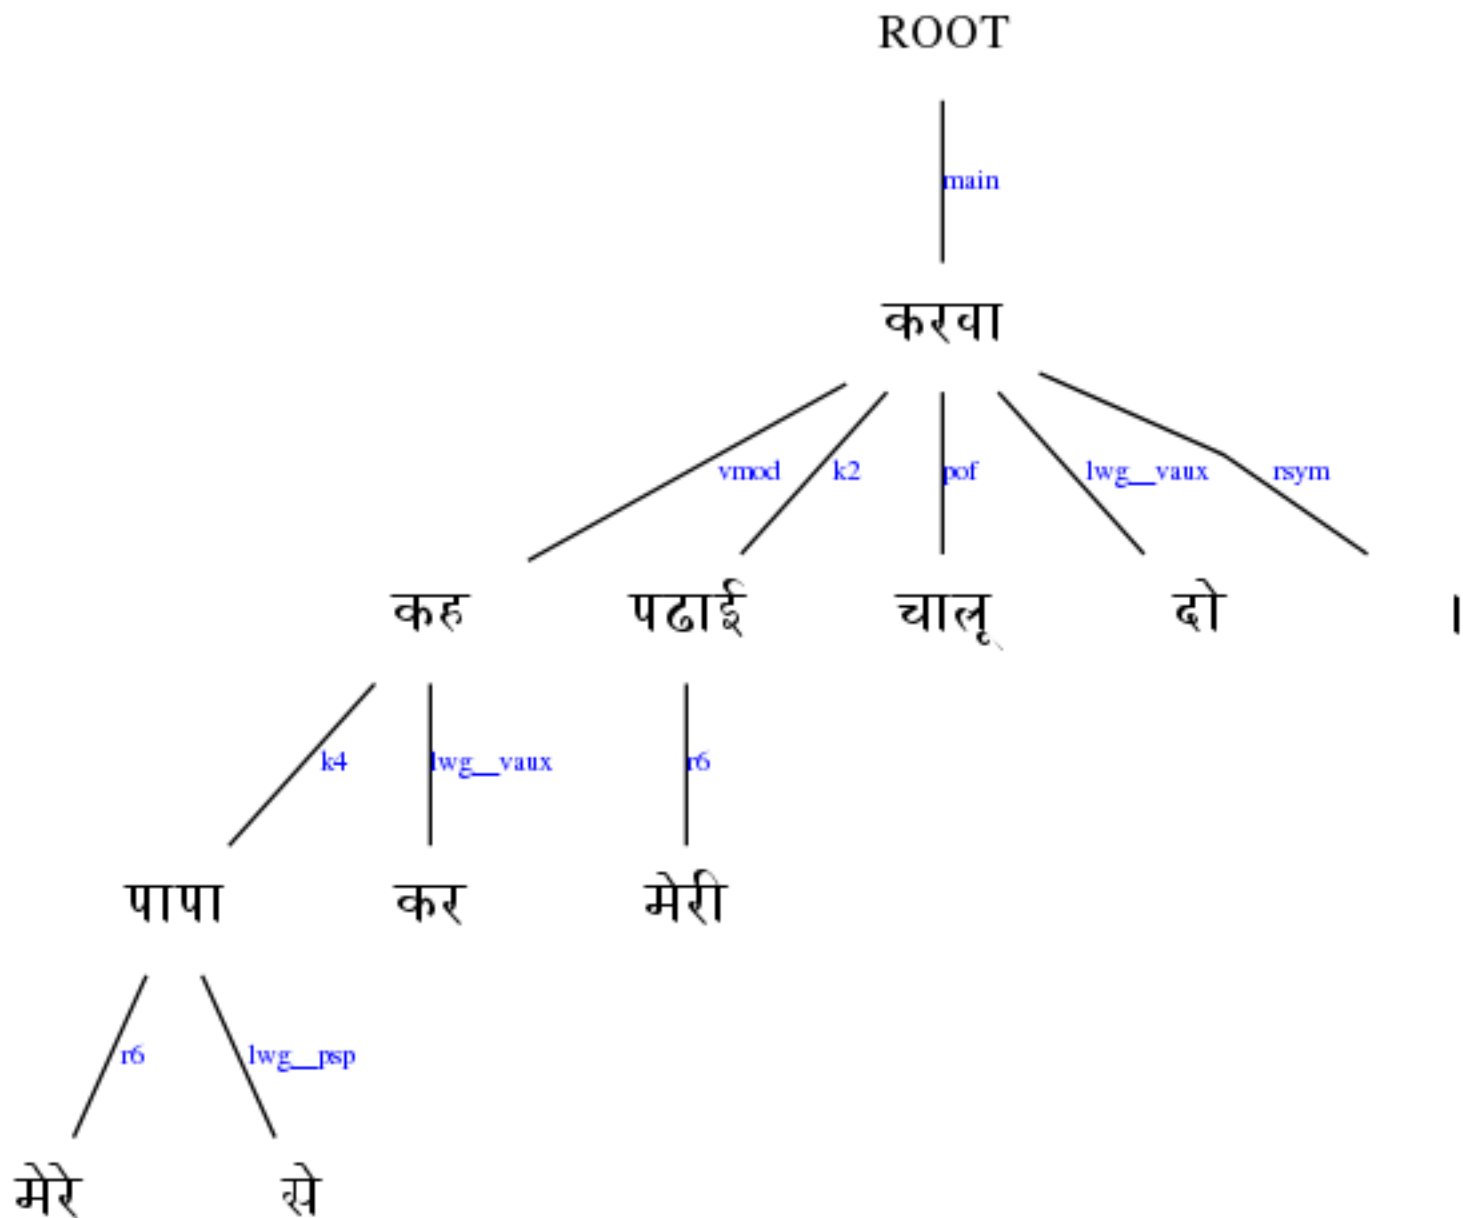 ROOT
main
करवा
vmod k2 pof lwg__vaux rsym
कह पढाई चालू दो ।
k4 lwg__vaux r6
पापा कर मेरी
r6 lwg__psp
मेरे से